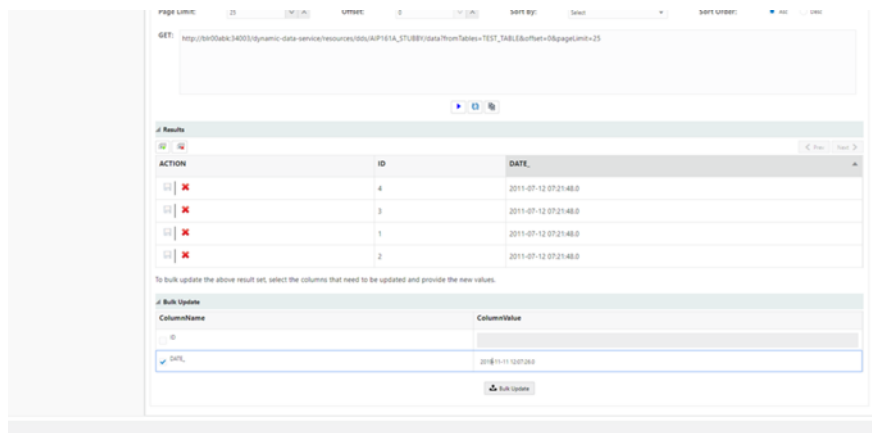 Page Limit: 25 Offset: 0 Sort By: Select Sort Order: Asc Desc
GET: http://blr00abk:34003/dynamic-data-service/resources/dds/AIP161A_STUBBY/data?fromTables=TEST_TABLE&offset=0&pageLimit=25
Results
Prev Next
ACTION ID DATE_
4 2011-07-12 07:21:48.0
3 2011-07-12 07:21:48.0
1 2011-07-12 07:21:48.0
2 2011-07-12 07:21:48.0
To bulk update the above result set, select the columns that need to be updated and provide the new values.
Bulk Update
ColumnName ColumnValue
ID
DATE_
Bulk Update